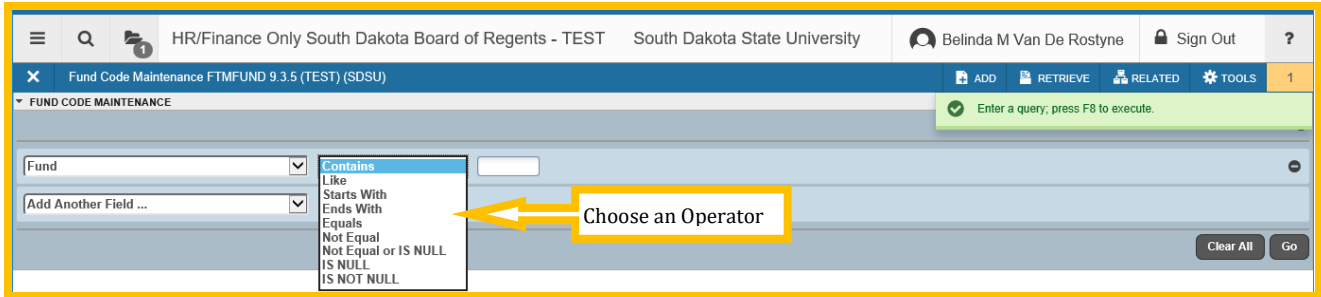 1 HR/Finance Only South Dakota Board of Regents - TEST South Dakota State University Belinda M Van De Rostyne Sign Out ?
Fund Code Maintenance FTMFUND 9.3.5 (TEST) (SDSU) ADD RETRIEVE RELATED TOOLS 1
FUND CODE MAINTENANCE
Enter a query; press F8 to execute.
Fund
Contains
Like
Starts With
Add Another Field ...
Ends With
Equals
Not Equal
Not Equal or IS NULL
IS NULL
IS NOT NULL
Choose an Operator
Clear All Go